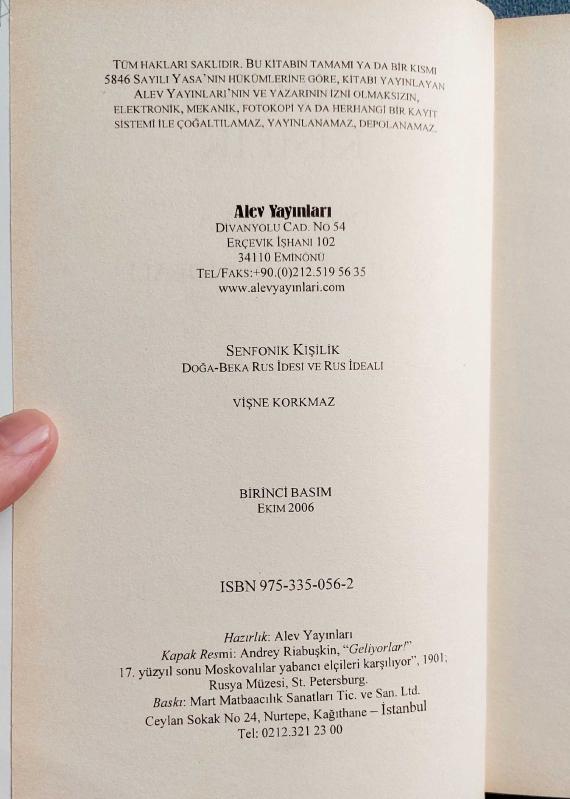 TÜM HAKLARI SAKLIDIR. BU KİTABIN TAMAMI YA DA BİR KISMI
5846 SAYILI YASA'NIN HÜKÜMLERİNE GÖRE, KİTABI YAYINLAYAN
ALEV YAYINLARI'NIN VE YAZARININ İZNİ OLMAKSIZIN,
ELEKTRONİK, MEKANİK, FOTOKOPİ YA DA HERHANGİ BİR KAYIT
SİSTEMİ İLE ÇOĞALTILAMAZ, YAYINLANAMAZ, DEPOLANAMAZ.
Alev Yayınları
DİVANYOLU CAD. NO 54
ERÇEVİK İŞHANI 102
34110 EMİNÖNÜ
TEL/FAKS:+90.(0)212.519 56 35
www.alevyayinlari.com
SENFONİK KİŞİLİK
DOĞA-BEKA RUS İDESİ VE RUS İDEALI
VİŞNE KORKMAZ
BİRİNCİ BASIM
EKİM 2006
ISBN 975-335-056-2
Hazırlık: Alev Yayınları
Kapak Resmi: Andrey Riabuşkin, “Geliyorlar!”
17. yüzyıl sonu Moskovalılar yabancı elçileri karşılıyor”, 1901;
Rusya Müzesi, St. Petersburg.
Baskı: Mart Matbaacılık Sanatları Tic. ve San. Ltd.
Ceylan Sokak No 24, Nurtepe, Kağıthane – İstanbul
Tel: 0212.321 23 00